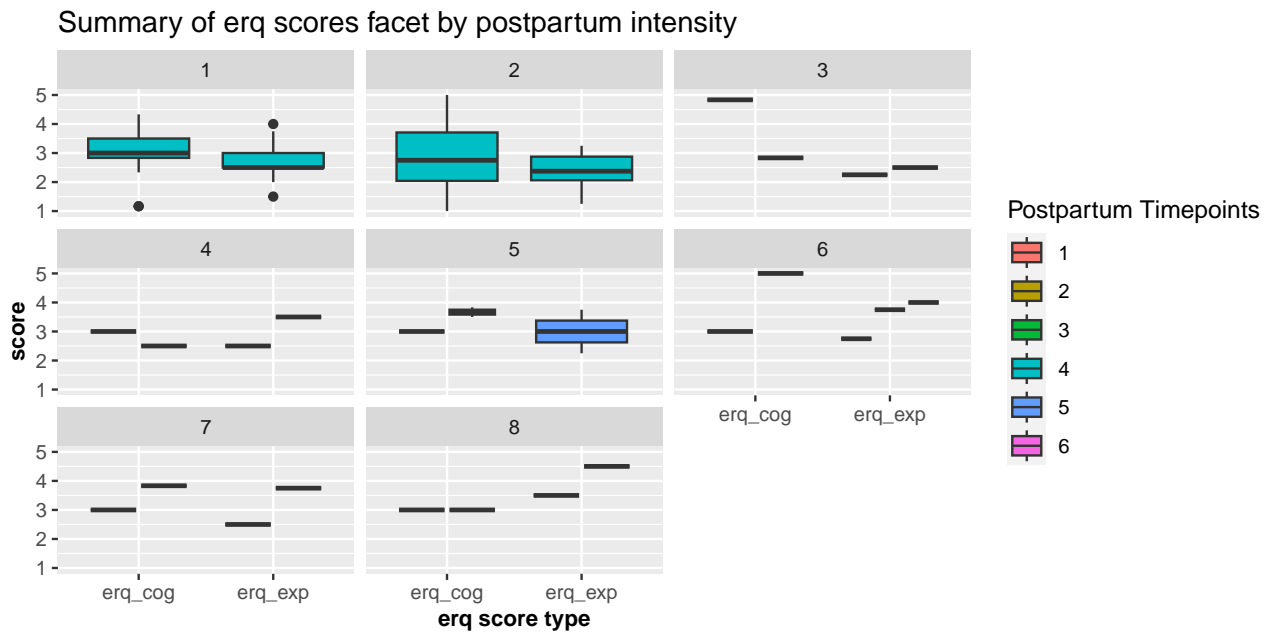 Summary of erq scores facet by postpartum intensity
1
2
3
5
4
3
2
1
4
5
6
5
4
3
2
1
score
erq_cog
erq_exp
7
8
5
4
3
2
1
erq_cog
erq_exp
erq_cog
erq_exp
erq score type
Postpartum Timepoints
1
2
3
4
5
6